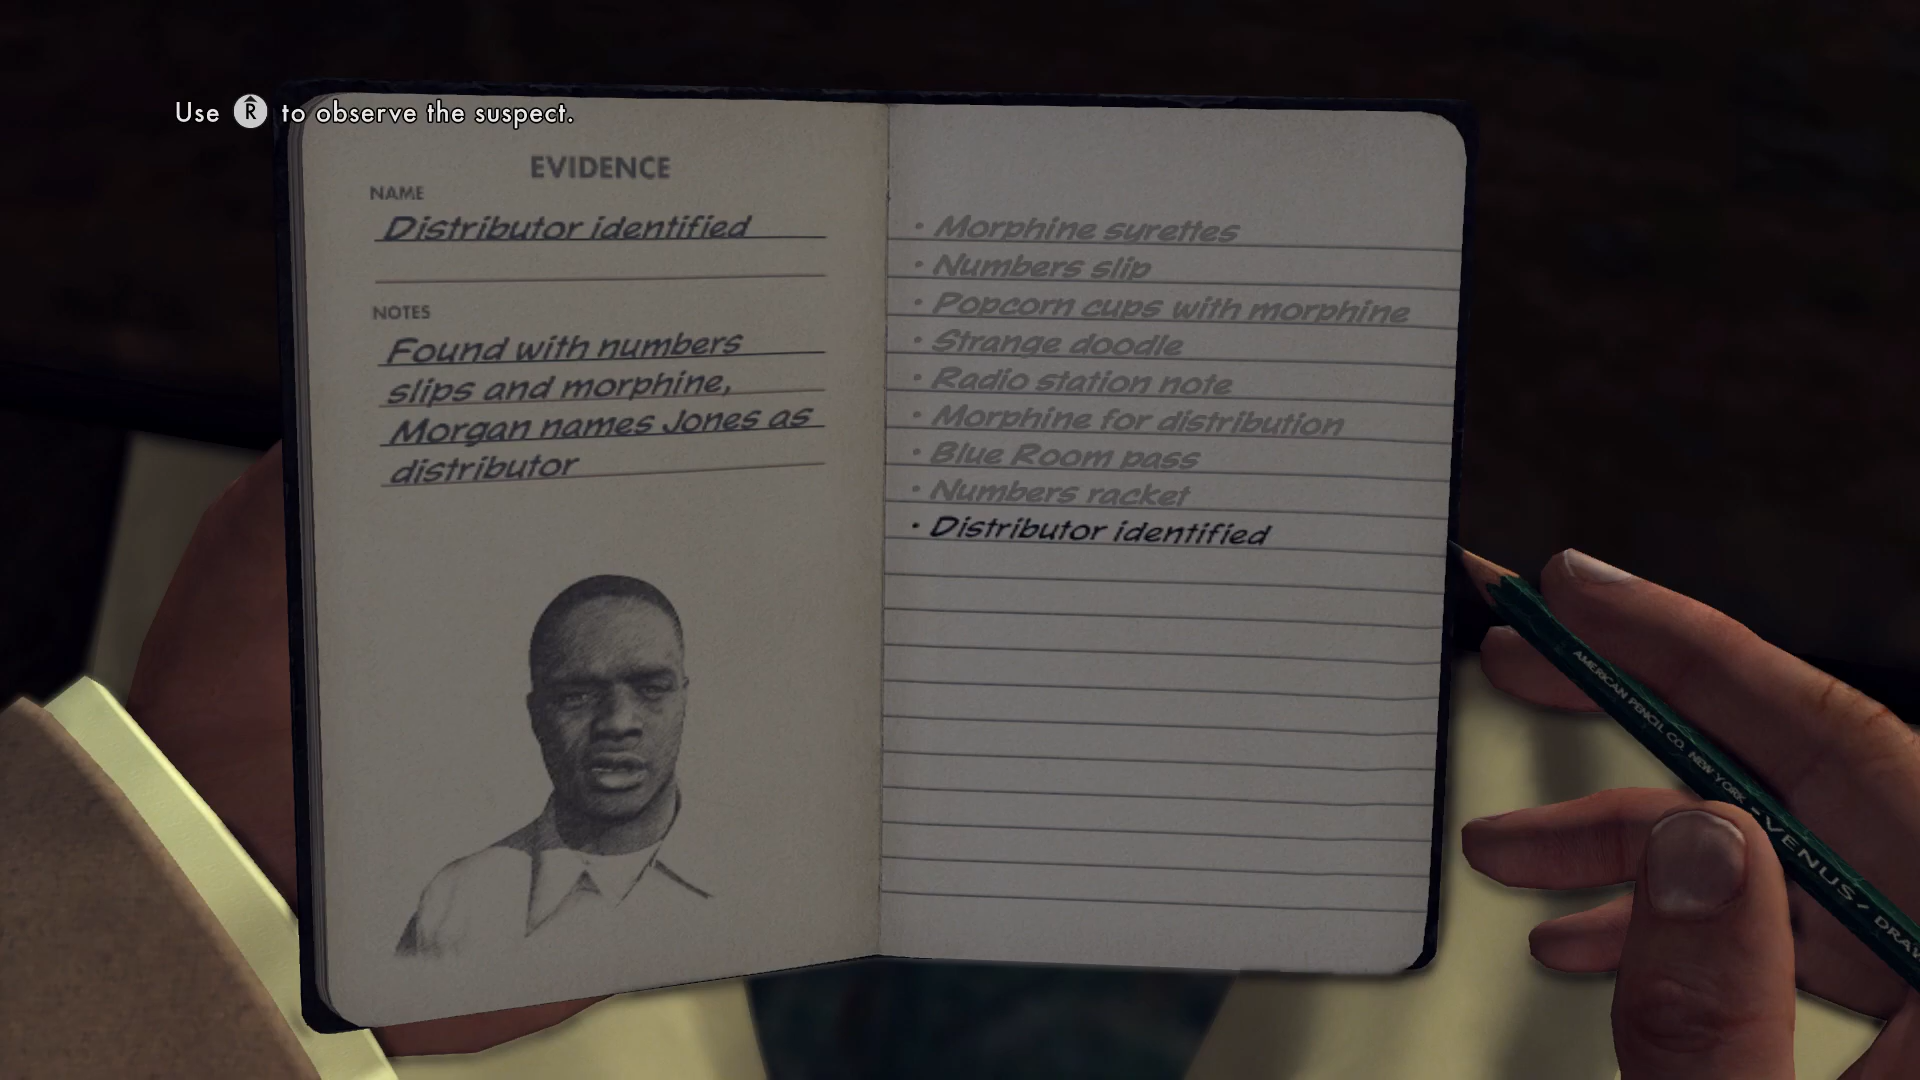 Use R to observe the suspect.
EVIDENCE
NAME
Distributor identified
NOTES
Found with numbers
slips and morphine,
Morgan names Jones as
distributor
• Morphine syrettes
• Numbers slip
• Popcorn cups with morphine
• Strange doodle
• Radio station note
• Morphine for distribution
• Blue Room pass
• Numbers racket
• Distributor identified
AMERICAN PENCIL CO. NEW YORK
VENUS